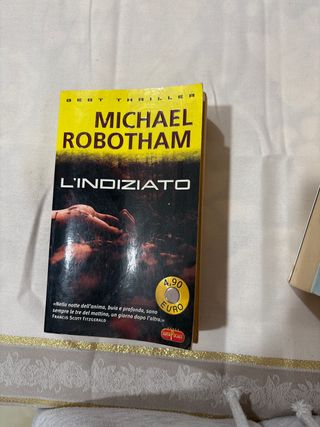 BEST THRILLER
MICHAEL
ROBOTHAM
L'INDIZIATO
4,90
EURO
«Nella notte dell'anima, buia e profonda, sono
sempre le tre del mattino, un giorno dopo l'altro.»
FRANCIS SCOTT FITZGERALD